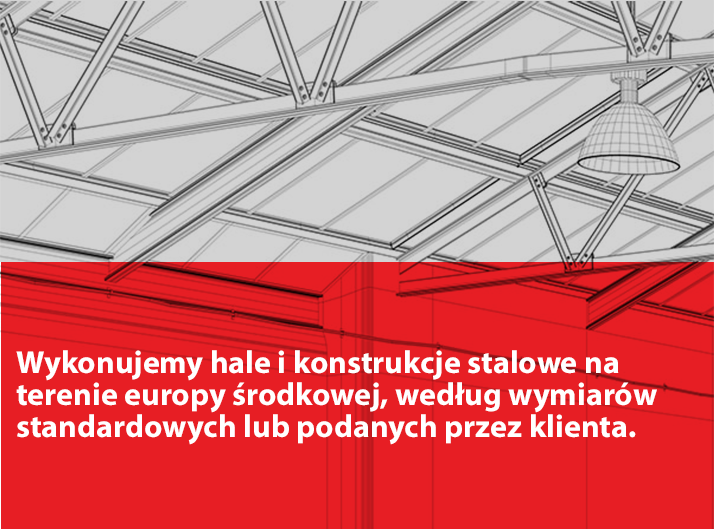 Wykonujemy hale i konstrukcje stalowe na
terenie europy środkowej, według wymiarów
standardowych lub podanych przez klienta.